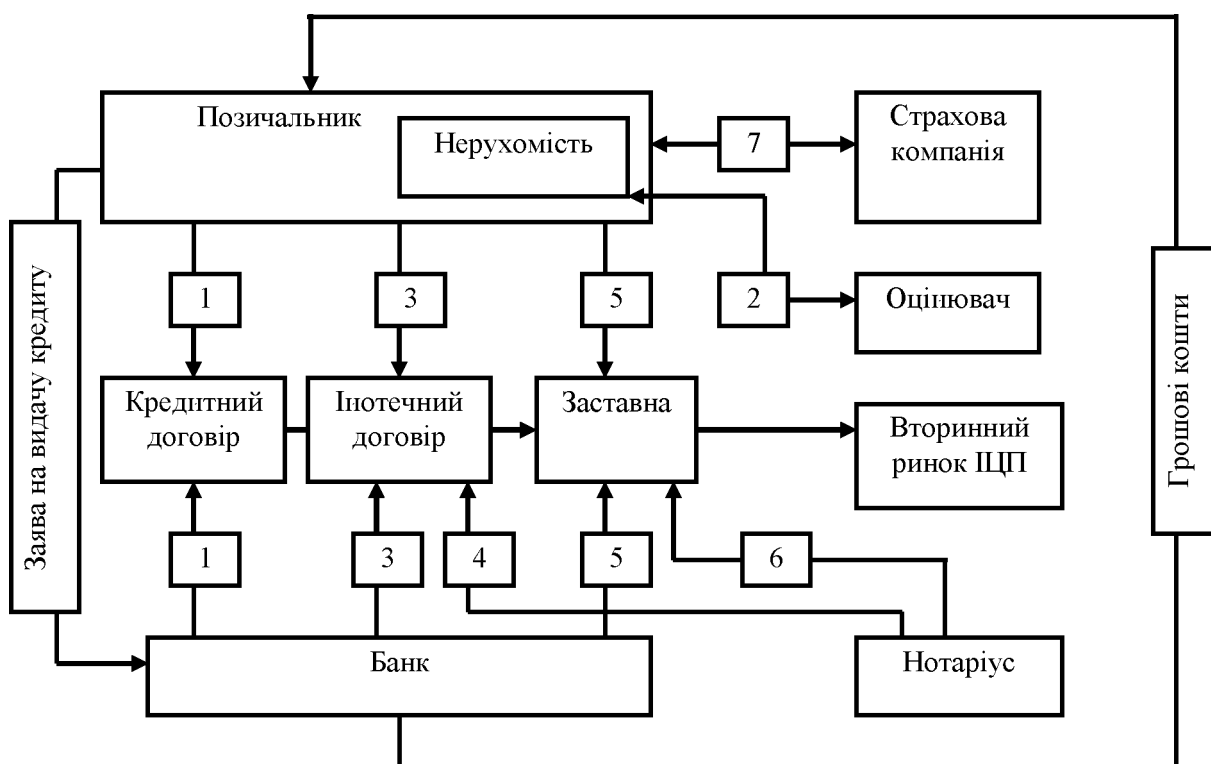 Позичальник
Нерухомість
7
Страхова
компанія
Заява на видачу кредиту
1
3
5
2
Оцінювач
Грошові кошти
Кредитний
договір
Іпотечний
договір
Заставна
Вторинний
ринок ІЦП
1
3
4
5
6
Банк
Нотаріус